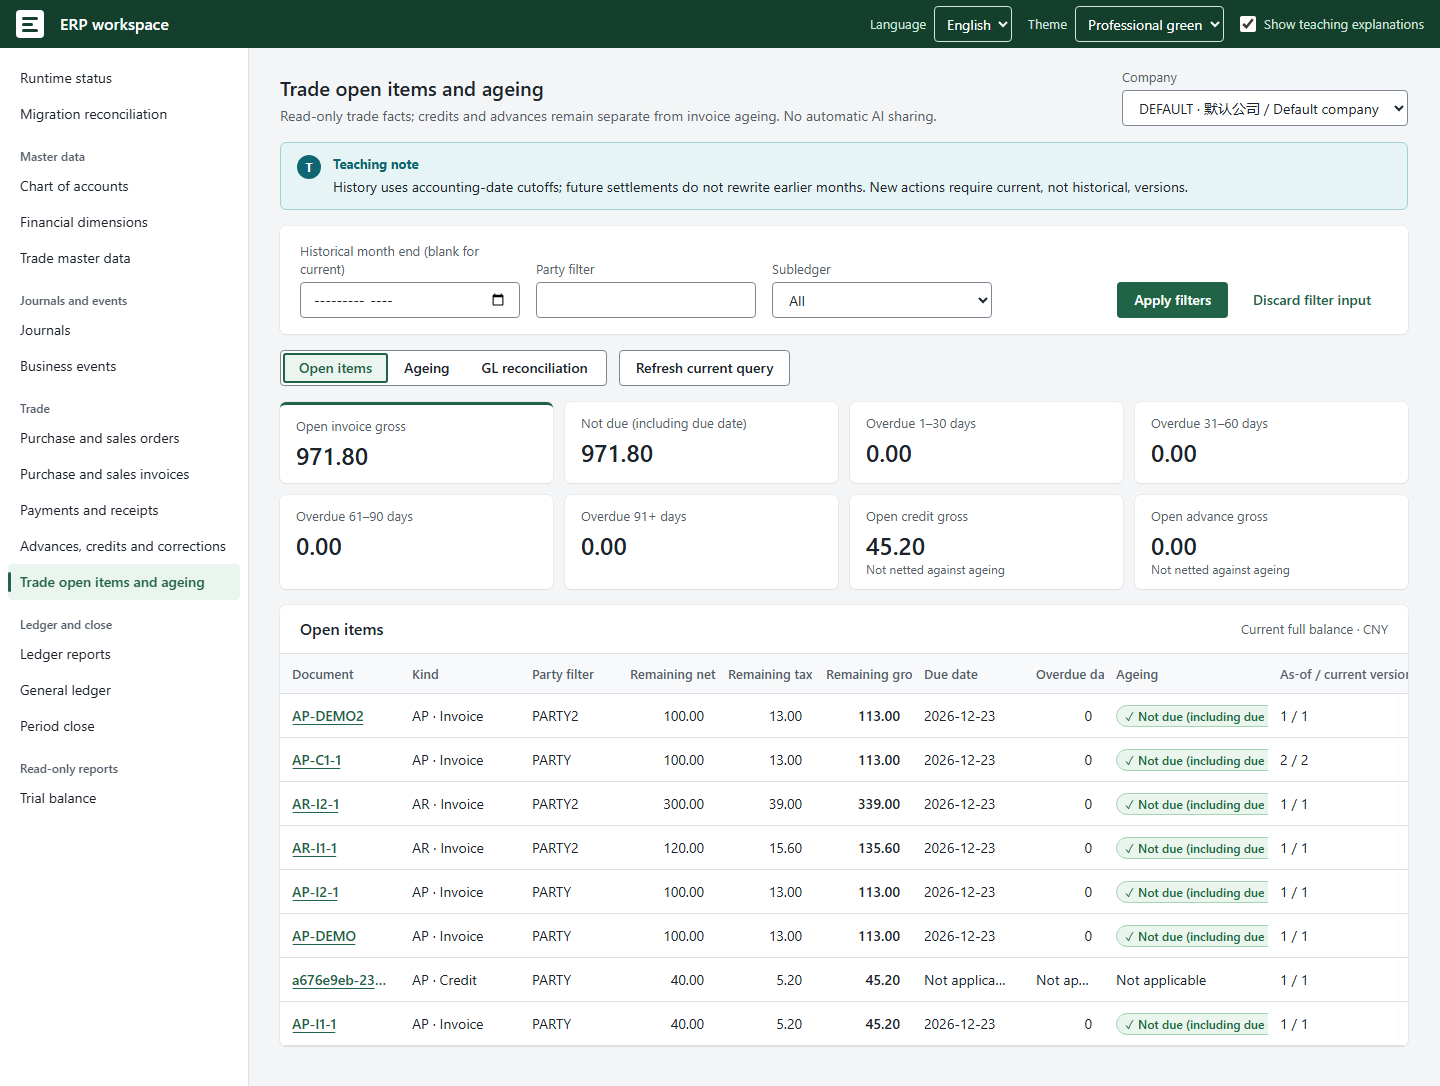 ERP workspace
Language English Theme Professional green Show teaching explanations
Runtime status
Migration reconciliation
Master data
Chart of accounts
Financial dimensions
Trade master data
Journals and events
Journals
Business events
Trade
Purchase and sales orders
Purchase and sales invoices
Payments and receipts
Advances, credits and corrections
Trade open items and ageing
Ledger and close
Ledger reports
General ledger
Period close
Read-only reports
Trial balance
Trade open items and ageing
Read-only trade facts; credits and advances remain separate from invoice ageing. No automatic AI sharing.
Company
DEFAULT · 默认公司 / Default company
T
Teaching note
History uses accounting-date cutoffs; future settlements do not rewrite earlier months. New actions require current, not historical, versions.
Historical month end (blank for
current)
Party filter
Subledger
--------- ----
All
Apply filters
Discard filter input
Open items Ageing GL reconciliation Refresh current query
Open invoice gross
971.80
Not due (including due date)
971.80
Overdue 1–30 days
0.00
Overdue 31–60 days
0.00
Overdue 61–90 days
0.00
Overdue 91+ days
0.00
Open credit gross
45.20
Not netted against ageing
Open advance gross
0.00
Not netted against ageing
Open items
Current full balance · CNY
Document Kind Party filter Remaining net Remaining tax Remaining gro Due date Overdue da Ageing As-of / current version
AP-DEMO2 AP · Invoice PARTY2 100.00 13.00 113.00 2026-12-23 0 ✓ Not due (including due 1 / 1
AP-C1-1 AP · Invoice PARTY 100.00 13.00 113.00 2026-12-23 0 ✓ Not due (including due 2 / 2
AR-I2-1 AR · Invoice PARTY2 300.00 39.00 339.00 2026-12-23 0 ✓ Not due (including due 1 / 1
AR-I1-1 AR · Invoice PARTY2 120.00 15.60 135.60 2026-12-23 0 ✓ Not due (including due 1 / 1
AP-I2-1 AP · Invoice PARTY 100.00 13.00 113.00 2026-12-23 0 ✓ Not due (including due 1 / 1
AP-DEMO AP · Invoice PARTY 100.00 13.00 113.00 2026-12-23 0 ✓ Not due (including due 1 / 1
a676e9eb-23... AP · Credit PARTY 40.00 5.20 45.20 Not applica... Not ap... Not applicable 1 / 1
AP-I1-1 AP · Invoice PARTY 40.00 5.20 45.20 2026-12-23 0 ✓ Not due (including due 1 / 1